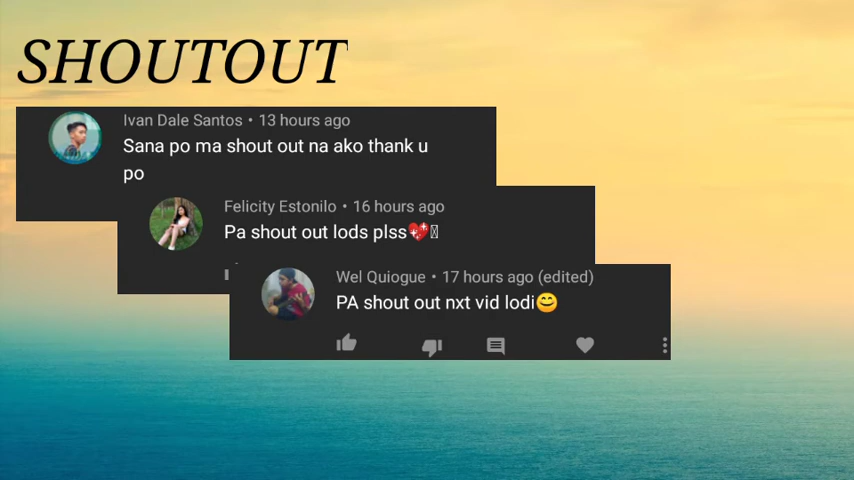 SHOUTOUT
Ivan Dale Santos • 13 hours ago
Sana po ma shout out na ako thank u
po
Felicity Estonilo • 16 hours ago
Pa shout out lods plss💖
Wel Quiogue • 17 hours ago (edited)
PA shout out nxt vid lodi😊